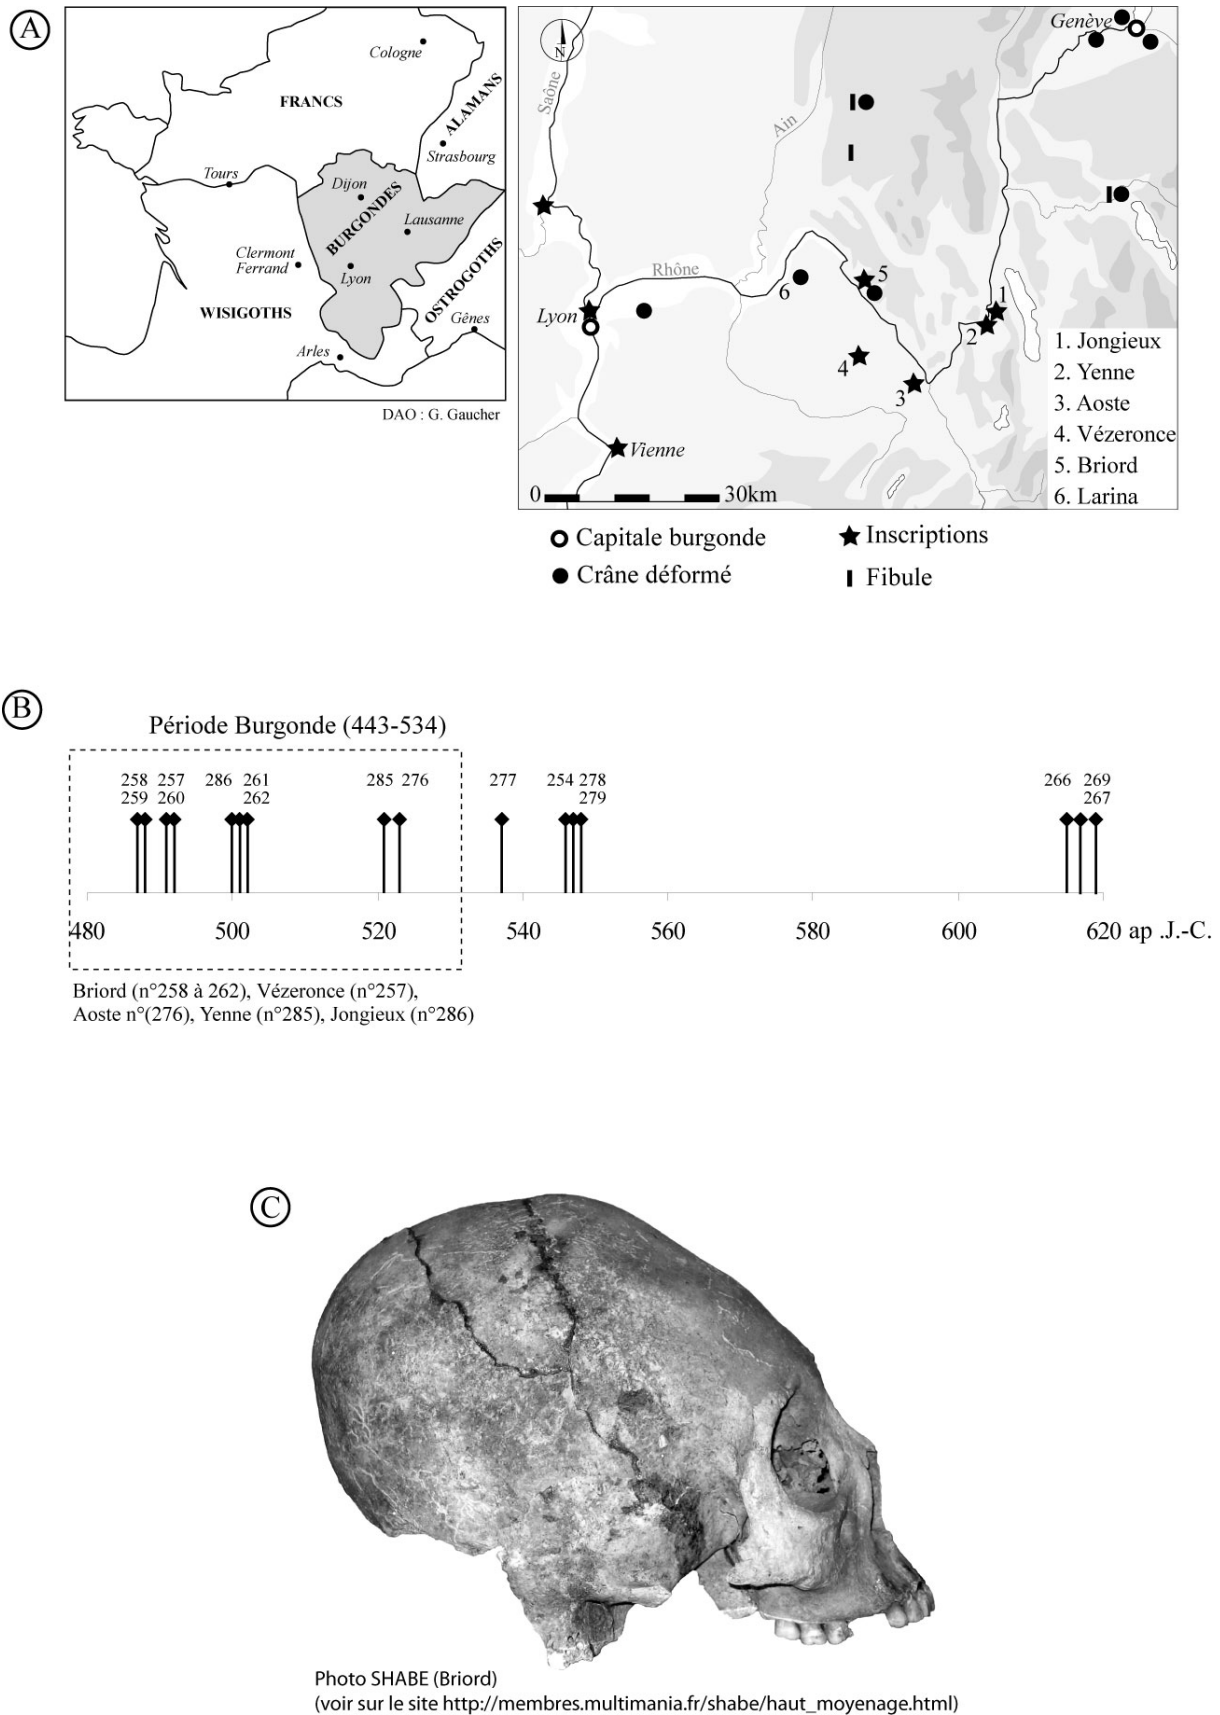 A
Cologne
FRANCS
ALAMANS
Strasbourg
Tours
Dijon
BURGONDES
Lausanne
Clermont
Ferrand
Lyon
OSTROGOTHS
WISIGOTHS
Gênes
Arles
DAO : G. Gaucher
N
Saône
Ain
Genève
Rhône
Lyon
Vienne
6
5
4
3
2
1
1. Jongieux
2. Yenne
3. Aoste
4. Vézeronce
5. Briord
6. Larina
0 30km
Capitale burgonde
Inscriptions
Crâne déformé
Fibule
B
Période Burgonde (443-534)
258 257 286 261 285 276 277 254 278 266 269
259 260 262 279 267
480 500 520 540 560 580 600 620 ap .J.-C.
Briord (n°258 à 262), Vézeronce (n°257),
Aoste n°(276), Yenne (n°285), Jongieux (n°286)
C
Photo SHABE (Briord)
(voir sur le site http://membres.multimania.fr/shabe/haut_moyenage.html)